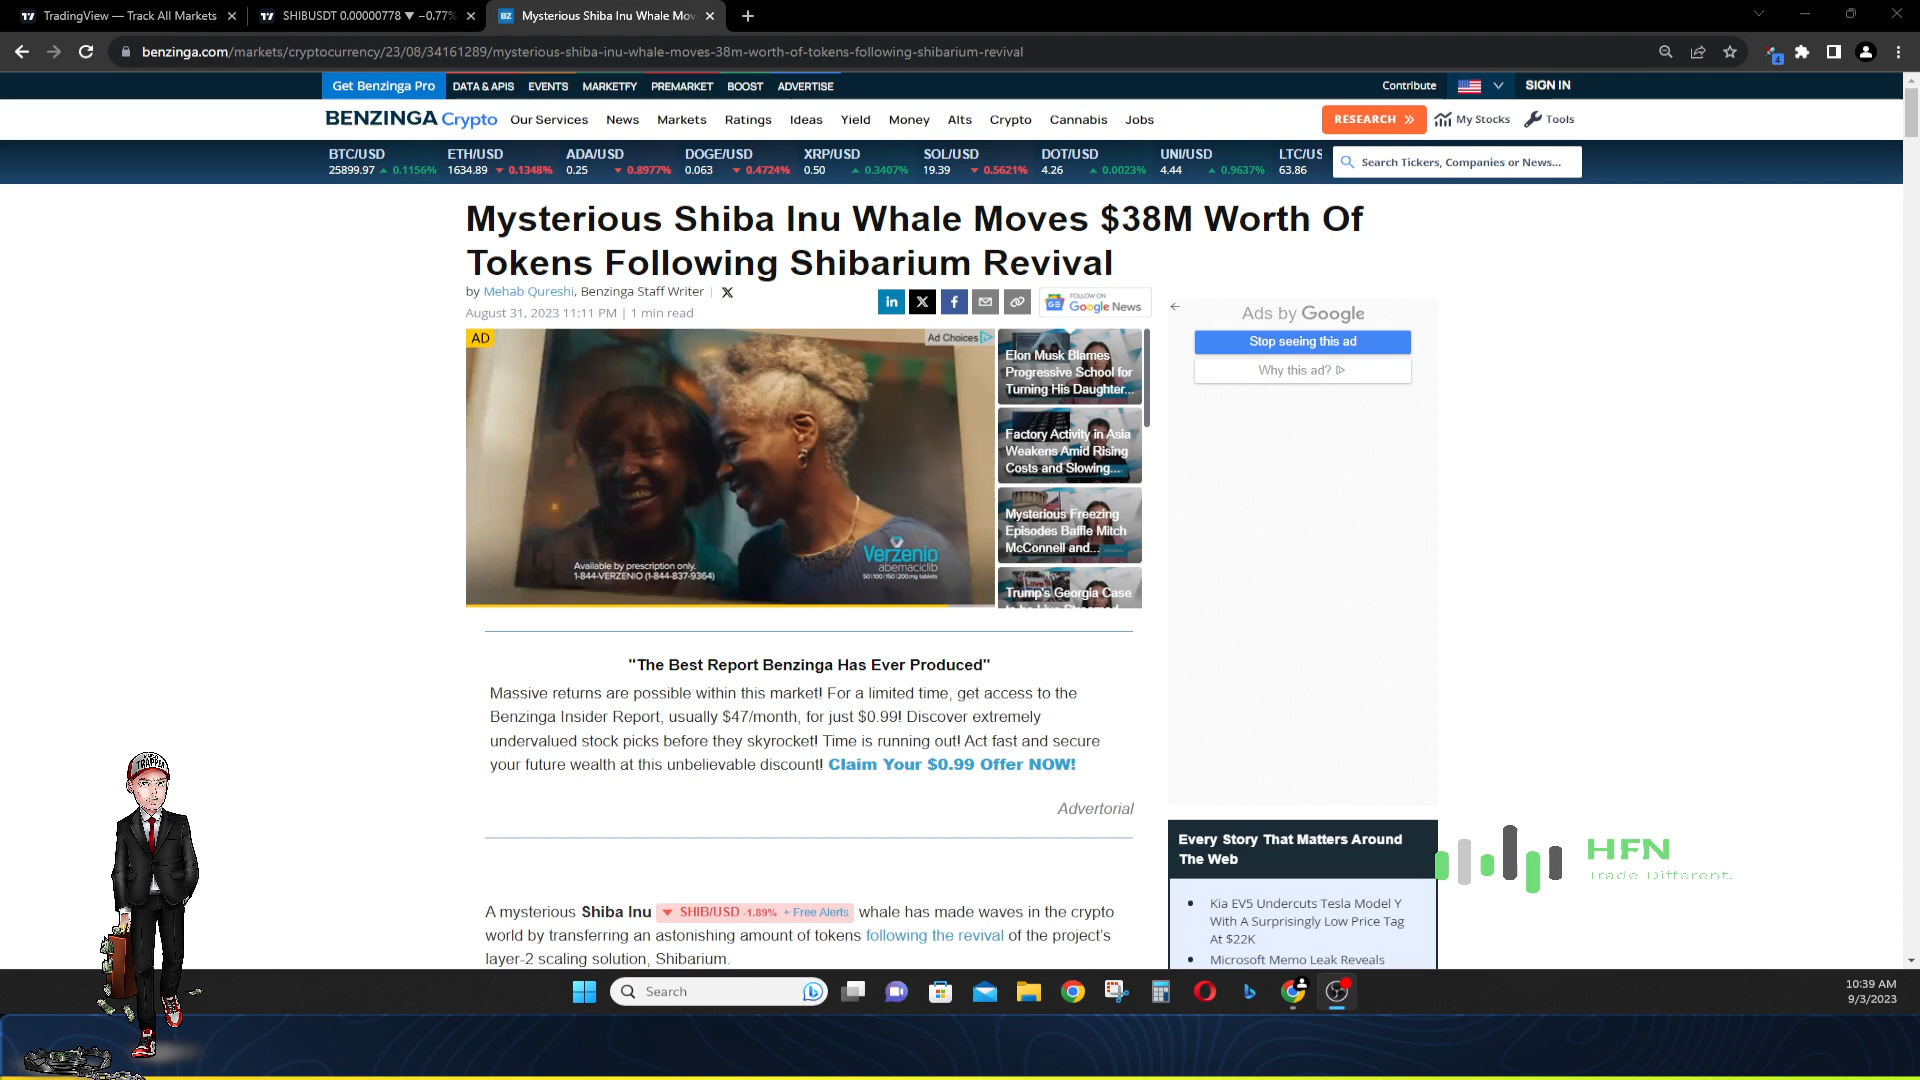 TradingView — Track All Markets
SHIBUSDT 0.00000778 ▼ −0.77%
BZ Mysterious Shiba Inu Whale Mov
benzinga.com/markets/cryptocurrency/23/08/34161289/mysterious-shiba-inu-whale-moves-38m-worth-of-tokens-following-shibarium-revival
4
Get Benzinga Pro DATA & APIS EVENTS MARKETFY PREMARKET BOOST ADVERTISE Contribute SIGN IN
BENZINGA Crypto Our Services News Markets Ratings Ideas Yield Money Alts Crypto Cannabis Jobs RESEARCH My Stocks Tools
BTC/USD ETH/USD ADA/USD DOGE/USD XRP/USD SOL/USD DOT/USD UNI/USD LTC/US
25899.97 ▲ 0.1156% 1634.89 ▼ 0.1348% 0.25 ▼ 0.8977% 0.063 ▼ 0.4724% 0.50 ▲ 0.3407% 19.39 ▼ 0.5621% 4.26 ▲ 0.0023% 4.44 ▲ 0.9637% 63.86
Search Tickers, Companies or News...
Mysterious Shiba Inu Whale Moves $38M Worth Of
Tokens Following Shibarium Revival
by Mehab Qureshi, Benzinga Staff Writer | X
August 31, 2023 11:11 PM | 1 min read
in X f
FOLLOW ON
Google News
AD
Ad Choices
Available by prescription only.
1-844-VERZENIO (1-844-837-9364)
Verzenio
abemaciclib
50|100|150|200mg tablets
Elon Musk Blames
Progressive School for
Turning His Daughter...
Factory Activity in Asia
Weakens Amid Rising
Costs and Slowing...
Mysterious Freezing
Episodes Baffle Mitch
McConnell and...
Trump's Georgia Case
to be Live Streamed
Ads by Google
Stop seeing this ad
Why this ad?
"The Best Report Benzinga Has Ever Produced"
Massive returns are possible within this market! For a limited time, get access to the
Benzinga Insider Report, usually $47/month, for just $0.99! Discover extremely
undervalued stock picks before they skyrocket! Time is running out! Act fast and secure
your future wealth at this unbelievable discount! Claim Your $0.99 Offer NOW!
Advertorial
A mysterious Shiba Inu ▼ SHIB/USD -1.89% + Free Alerts whale has made waves in the crypto
world by transferring an astonishing amount of tokens following the revival of the project's
layer-2 scaling solution, Shibarium.
Every Story That Matters Around
The Web
Kia EV5 Undercuts Tesla Model Y
With A Surprisingly Low Price Tag
At $22K
Microsoft Memo Leak Reveals
HFN
Trade Different.
TRAPPER
Search
10:39 AM
9/3/2023